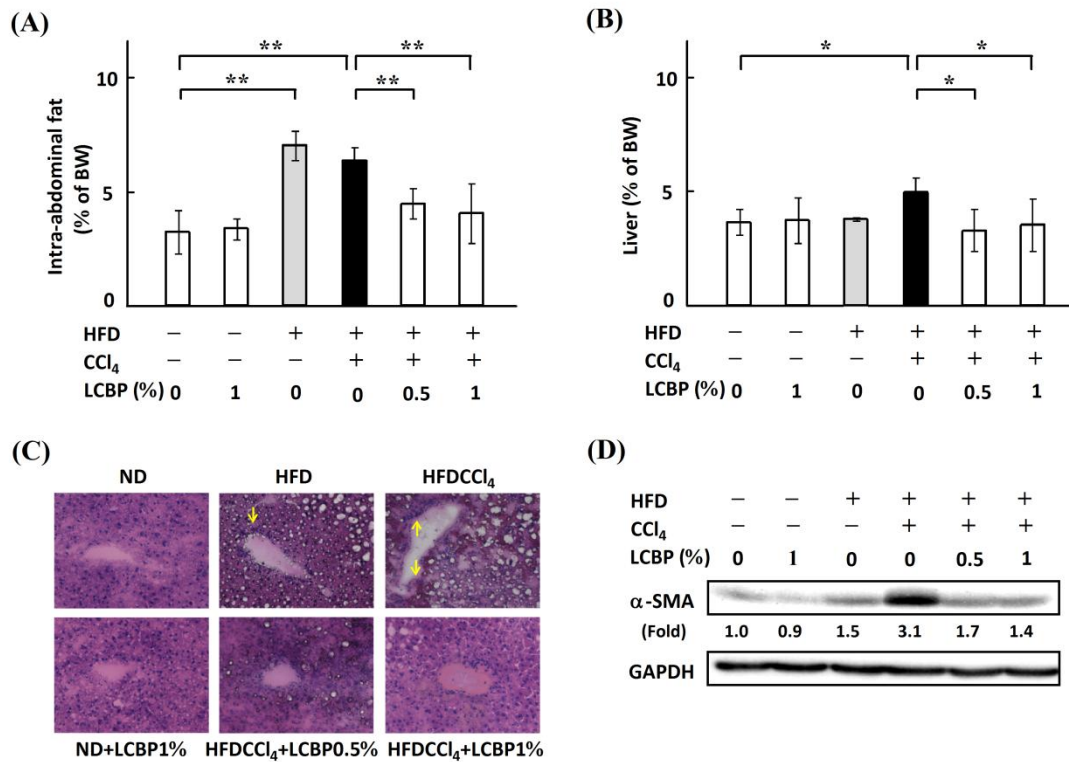 (A)
**
**
**
**
10
5
0
Intra-abdominal fat
(% of BW)
HFD − − + + + +
CCl₄ − − − + + +
LCBP (%) 0 1 0 0 0.5 1
(B)
*
*
*
10
5
0
Liver (% of BW)
HFD − − + + + +
CCl₄ − − − + + +
LCBP (%) 0 1 0 0 0.5 1
(C)
ND HFD HFDCCl₄
ND+LCBP1% HFDCCl₄+LCBP0.5% HFDCCl₄+LCBP1%
(D)
HFD − − + + + +
CCl₄ − − − + + +
LCBP (%) 0 1 0 0 0.5 1
α-SMA
(Fold) 1.0 0.9 1.5 3.1 1.7 1.4
GAPDH